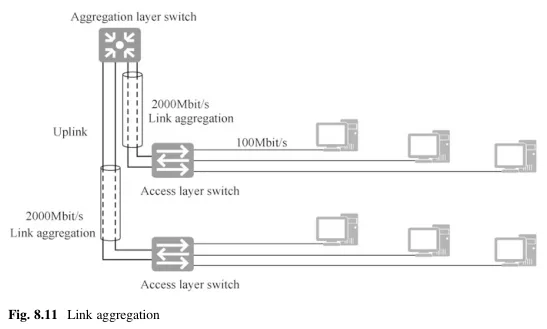 Aggregation layer switch
2000Mbit/s
Link aggregation
Uplink
100Mbit/s
Access layer switch
2000Mbit/s
Link aggregation
Access layer switch
Fig. 8.11 Link aggregation